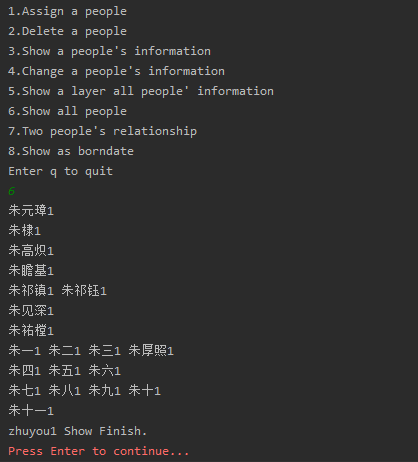 1.Assign a people
2.Delete a people
3.Show a people's information
4.Change a people's information
5.Show a layer all people' information
6.Show all people
7.Two people's relationship
8.Show as borndate
Enter q to quit
6
朱元璋1
朱棣1
朱高炽1
朱瞻基1
朱祁镇1 朱祁钰1
朱见深1
朱祐樘1
朱一1 朱二1 朱三1 朱厚照1
朱四1 朱五1 朱六1
朱七1 朱八1 朱九1 朱十1
朱十一1
zhuyou1 Show Finish.
Press Enter to continue...